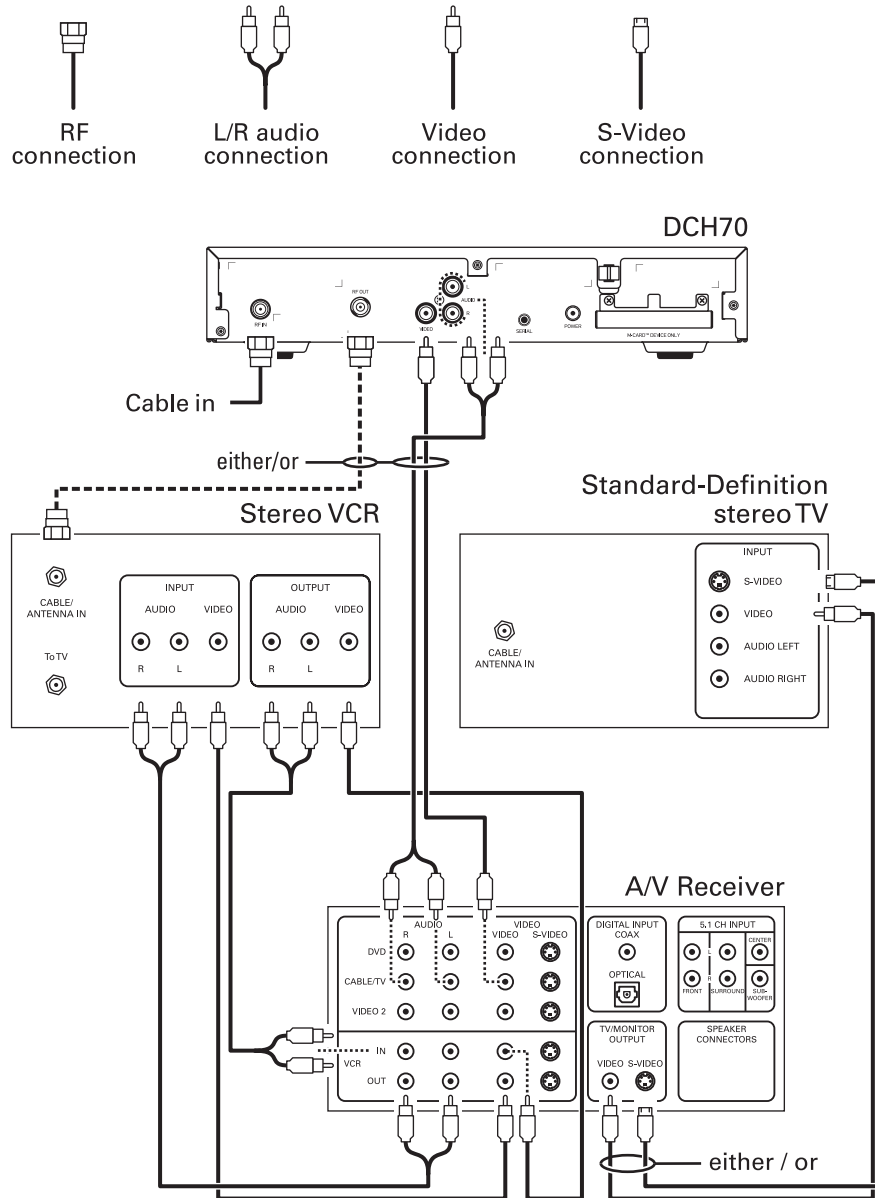 RF
connection
L/R audio
connection
Video
connection
S-Video
connection
DCH70
RF IN
RF OUT
VIDEO
L
AUDIO
R
SERIAL
POWER
M-CARD™ DEVICE ONLY
Cable in
either/or
Stereo VCR
CABLE/
ANTENNA IN
To TV
INPUT
AUDIO VIDEO
R L
OUTPUT
AUDIO VIDEO
R L
Standard-Definition
stereo TV
CABLE/
ANTENNA IN
INPUT
S-VIDEO
VIDEO
AUDIO LEFT
AUDIO RIGHT
A/V Receiver
AUDIO
R L
VIDEO
VIDEO S-VIDEO
DVD
CABLE/TV
VIDEO 2
IN
VCR
OUT
DIGITAL INPUT
COAX
OPTICAL
5.1 CH INPUT
CENTER
L
R
FRONT
SURROUND
SUB-
WOOFER
TV/MONITOR
OUTPUT
VIDEO S-VIDEO
SPEAKER
CONNECTORS
either / or